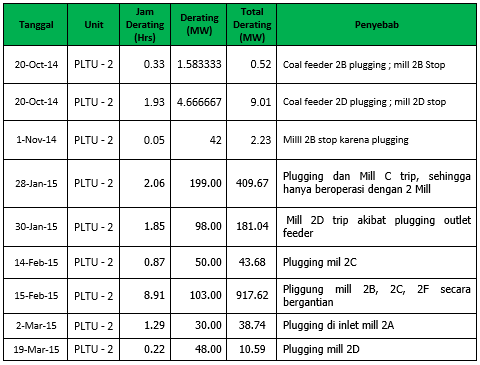 Tanggal Unit Jam Derating (Hrs) Derating (MW) Total Derating (MW) Penyebab
20-Oct-14 PLTU - 2 0.33 1.583333 0.52 Coal feeder 2B plugging ; mill 2B Stop
20-Oct-14 PLTU - 2 1.93 4.666667 9.01 Coal feeder 2D plugging ; mill 2D stop
1-Nov-14 PLTU - 2 0.05 42 2.23 Milll 2B stop karena plugging
28-Jan-15 PLTU - 2 2.06 199.00 409.67 Plugging dan Mill C trip, sehingga
hanya beroperasi dengan 2 Mill
30-Jan-15 PLTU - 2 1.85 98.00 181.04 Mill 2D trip akibat plugging outlet
feeder
14-Feb-15 PLTU - 2 0.87 50.00 43.68 Plugging mil 2C
15-Feb-15 PLTU - 2 8.91 103.00 917.62 Pliggung mill 2B, 2C, 2F secara
bergantian
2-Mar-15 PLTU - 2 1.29 30.00 38.74 Plugging di inlet mill 2A
19-Mar-15 PLTU - 2 0.22 48.00 10.59 Plugging mill 2D